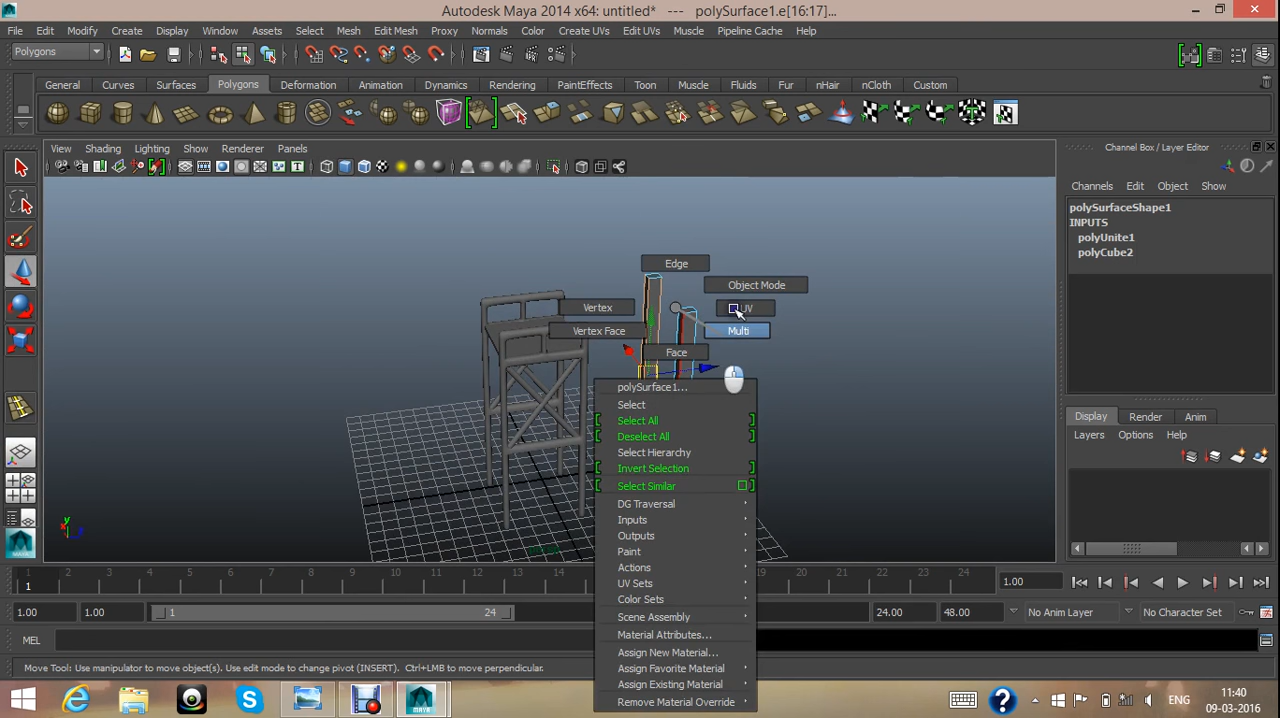 Autodesk Maya 2014 x64: untitled* --- polySurface1.e[16:17]...
File Edit Modify Create Display Window Assets Select Mesh Edit Mesh Proxy Normals Color Create UVs Edit UVs Muscle Pipeline Cache Help
Polygons
General Curves Surfaces Polygons Deformation Animation Dynamics Rendering PaintEffects Toon Muscle Fluids Fur nHair nCloth Custom
View Shading Lighting Show Renderer Panels
Channel Box / Layer Editor
Channels Edit Object Show
polySurfaceShape1
INPUTS
polyUnite1
polyCube2
Edge
Object Mode
Vertex UV
Vertex Face Multi
Face
polySurface1...
Select
Select All
Deselect All
Select Hierarchy
Invert Selection
Select Similar
DG Traversal
Inputs
Outputs
Paint
Actions
UV Sets
Color Sets
Scene Assembly
Material Attributes...
Assign New Material...
Assign Favorite Material
Assign Existing Material
Remove Material Override
Display Render Anim
Layers Options Help
y
MAYA
1 2 3 4 5 6 7 8 9 10 11 12 13 14 19 20 21 22 23 24
1
1.00
1.00 1.00 1 24 24.00 48.00 No Anim Layer No Character Set
MEL
Move Tool: Use manipulator to move object(s). Use edit mode to change pivot (INSERT). Ctrl+LMB to move perpendicular.
ENG
11:40
09-03-2016